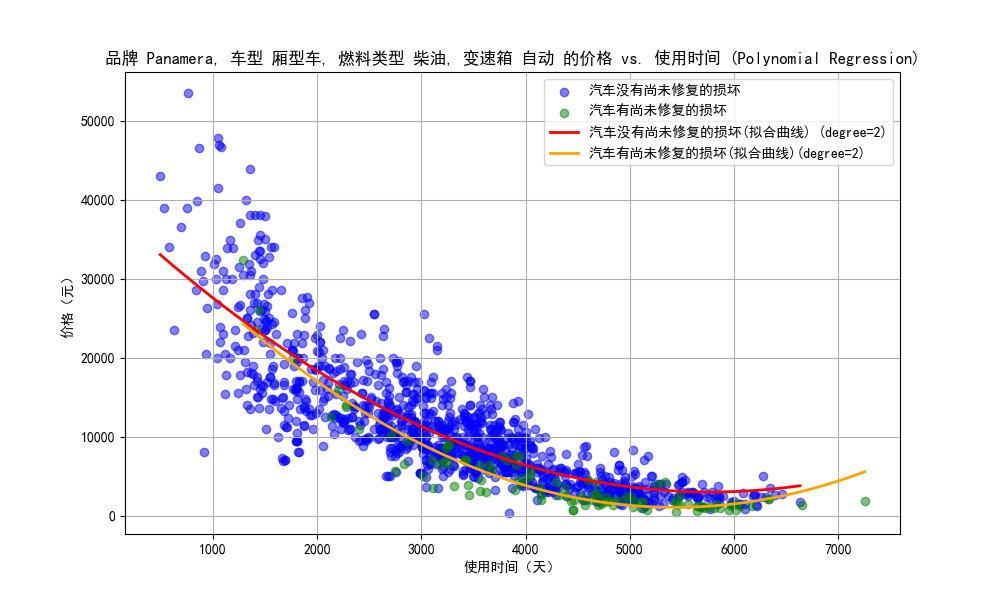 品牌 Panamera, 车型 厢型车, 燃料类型 柴油, 变速箱 自动 的价格 vs. 使用时间 (Polynomial Regression)
汽车没有尚未修复的损坏
汽车有尚未修复的损坏
汽车没有尚未修复的损坏(拟合曲线) (degree=2)
汽车有尚未修复的损坏(拟合曲线)(degree=2)
价格（元）
50000
40000
30000
20000
10000
0
1000 2000 3000 4000 5000 6000 7000
使用时间（天）